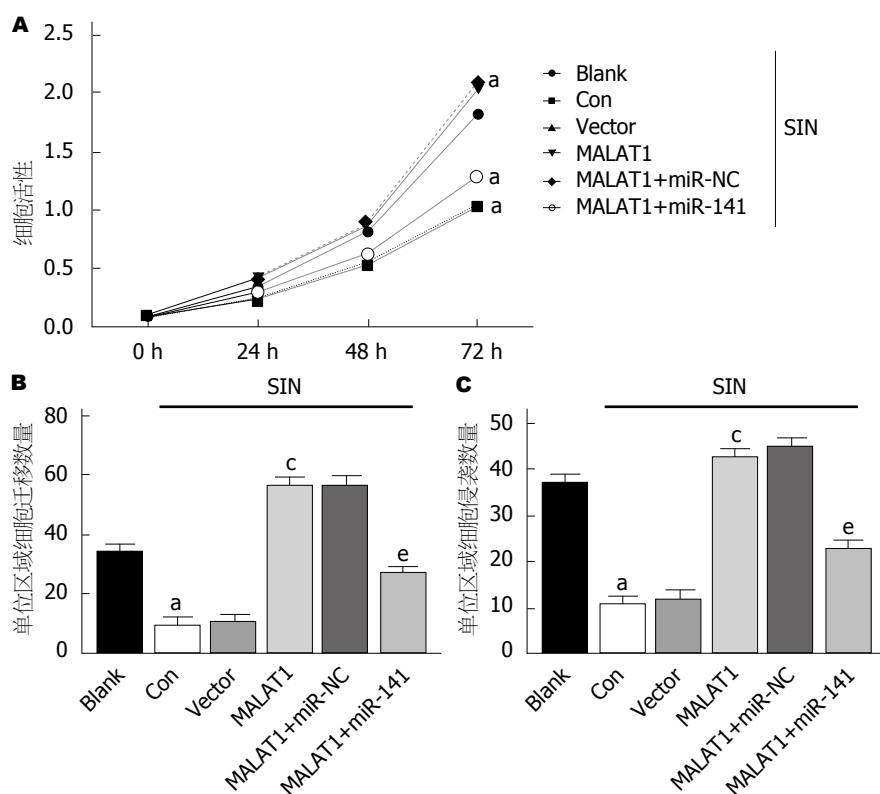 A
细胞活性
2.5
2.0
1.5
1.0
0.5
0.0
0 h
24 h
48 h
72 h
a
a
a
Blank
Con
Vector
MALAT1
MALAT1+miR-NC
MALAT1+miR-141
SIN
B
SIN
单位区域细胞迁移数量
80
60
40
20
0
a
c
e
Blank
Con
Vector
MALAT1
MALAT1+miR-NC
MALAT1+miR-141
C
SIN
单位区域细胞侵袭数量
50
40
30
20
10
0
a
c
e
Blank
Con
Vector
MALAT1
MALAT1+miR-NC
MALAT1+miR-141